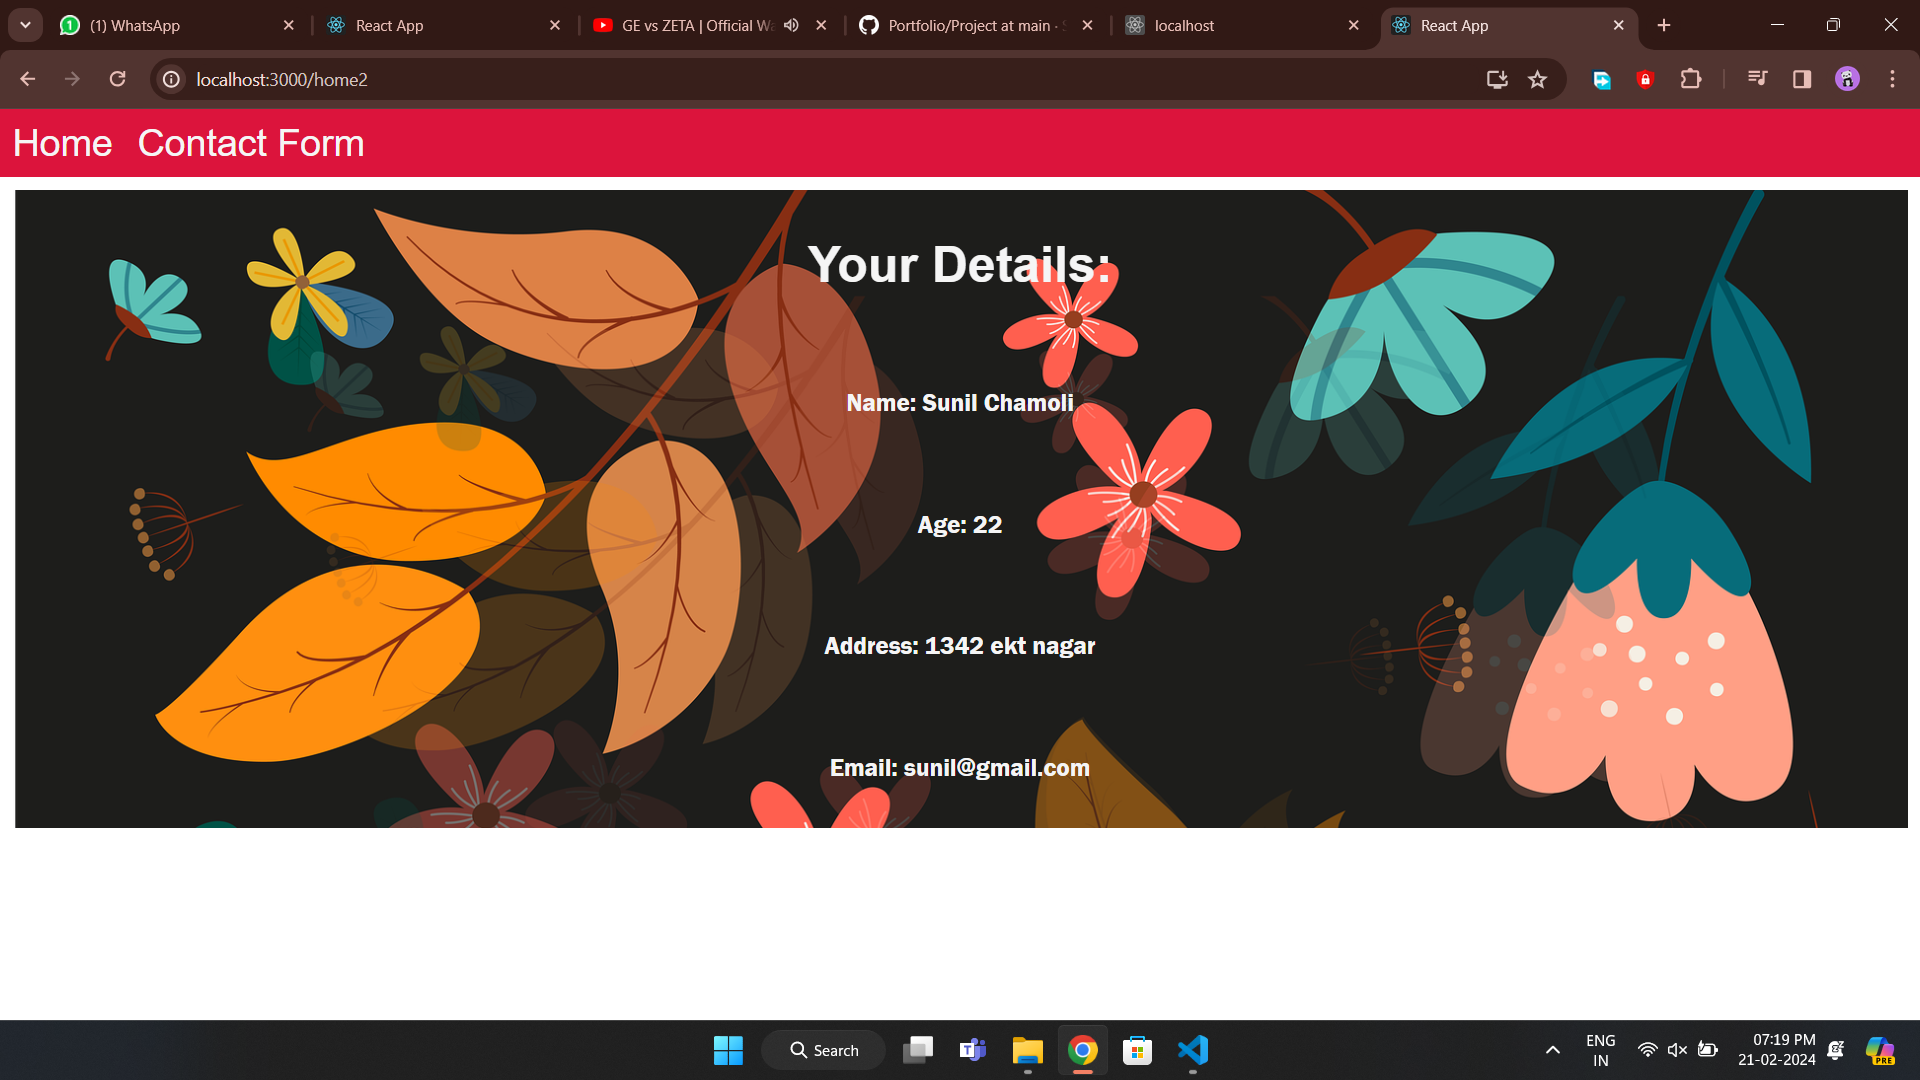 (1) WhatsApp
React App
GE vs ZETA | Official Wa
Portfolio/Project at main ·
localhost
React App
localhost:3000/home2
Home Contact Form
Your Details:
Name: Sunil Chamoli
Age: 22
Address: 1342 ekt nagar
Email: sunil@gmail.com
Search
ENG
IN
07:19 PM
21-02-2024
PRE